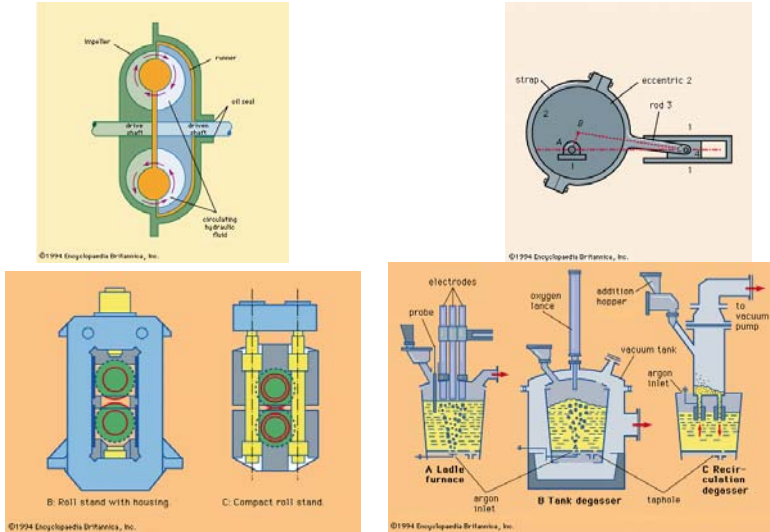 impeller
runner
oil seal
drive
shaft
driven
shaft
circulating
hydraulic
fluid
©1994 Encyclopaedia Britannica, Inc.
strap
eccentric 2
rod 3
2
B
A
1
1
4
1
©1994 Encyclopaedia Britannica, Inc.
B: Roll stand with housing.
C: Compact roll stand.
©1994 Encyclopaedia Britannica, Inc.
electrodes
probe
oxygen
lance
addition
hopper
to
vacuum
pump
vacuum tank
argon
inlet
A Ladle
furnace
argon
inlet
B Tank degasser
taphole
C Recir-
culation
degasser
©1994 Encyclopaedia Britannica, Inc.